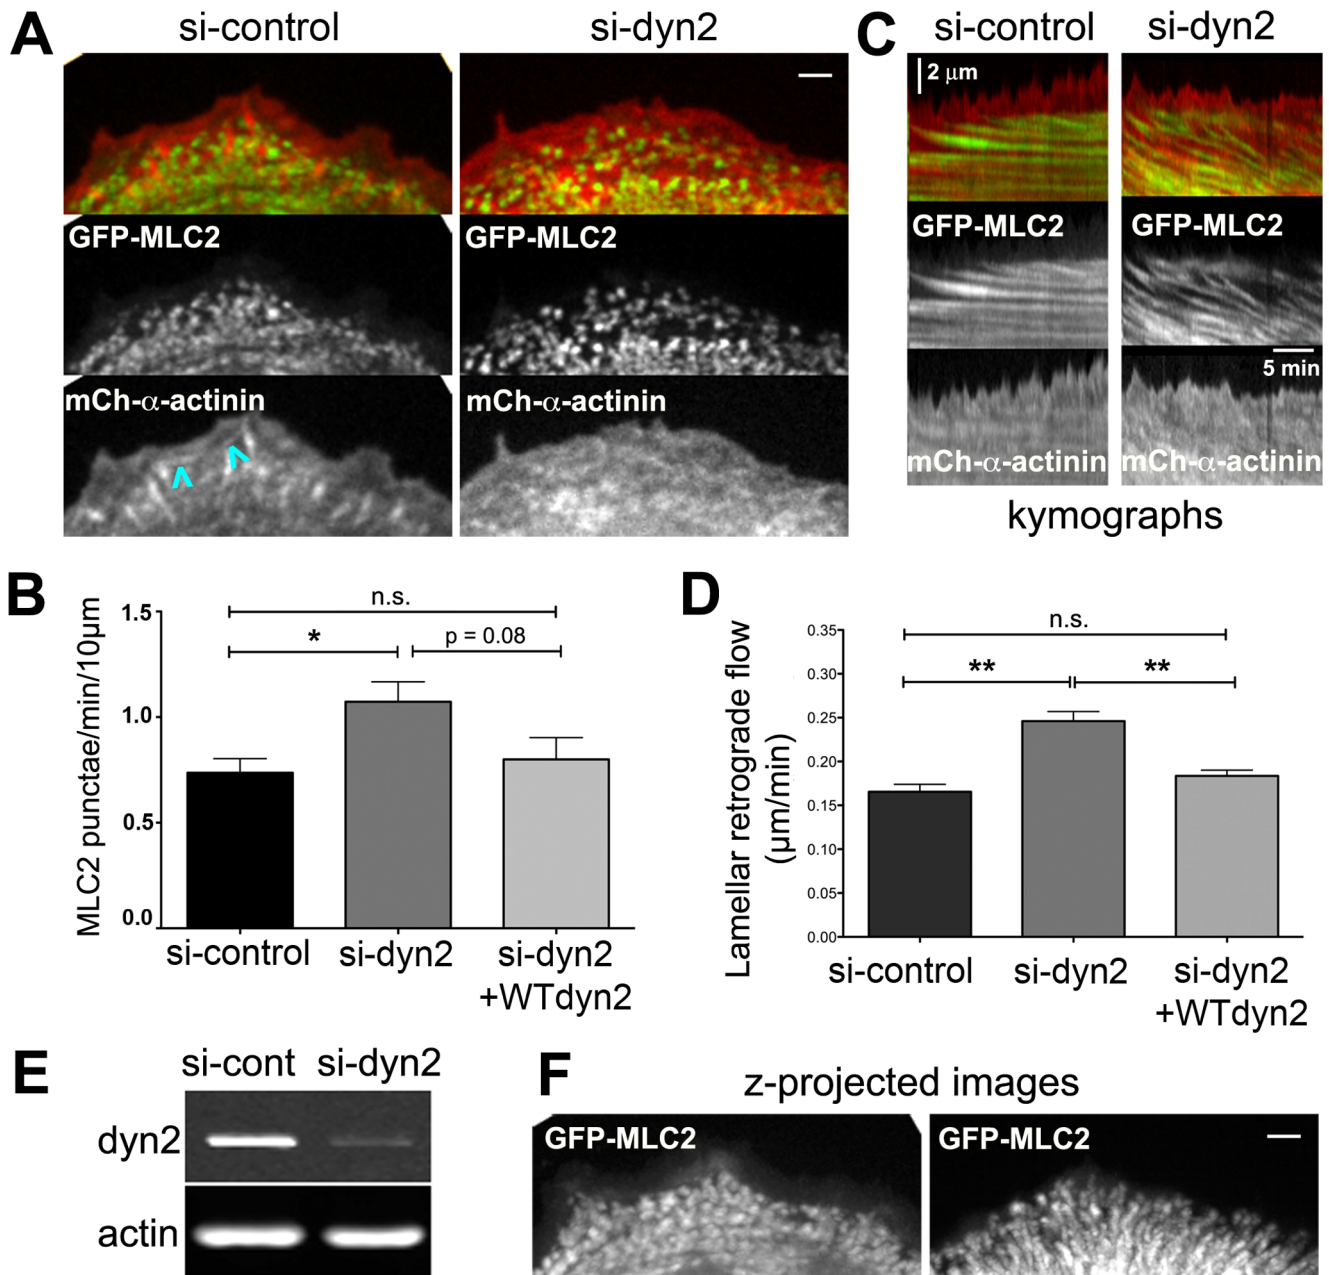 A
si-control
si-dyn2
GFP-MLC2
GFP-MLC2
mCh-α-actinin
mCh-α-actinin
C
si-control
si-dyn2
2 μm
GFP-MLC2
GFP-MLC2
5 min
mCh-α-actinin
mCh-α-actinin
kymographs
B
MLC2 punctae/min/10μm
1.5
1.0
0.5
0.0
n.s.
*
p = 0.08
si-control
si-dyn2
si-dyn2
+WTdyn2
D
Lamellar retrograde flow
(μm/min)
0.35
0.30
0.25
0.20
0.15
0.10
0.05
0.00
n.s.
**
**
si-control
si-dyn2
si-dyn2
+WTdyn2
E
si-cont
si-dyn2
dyn2
actin
F
z-projected images
GFP-MLC2
GFP-MLC2